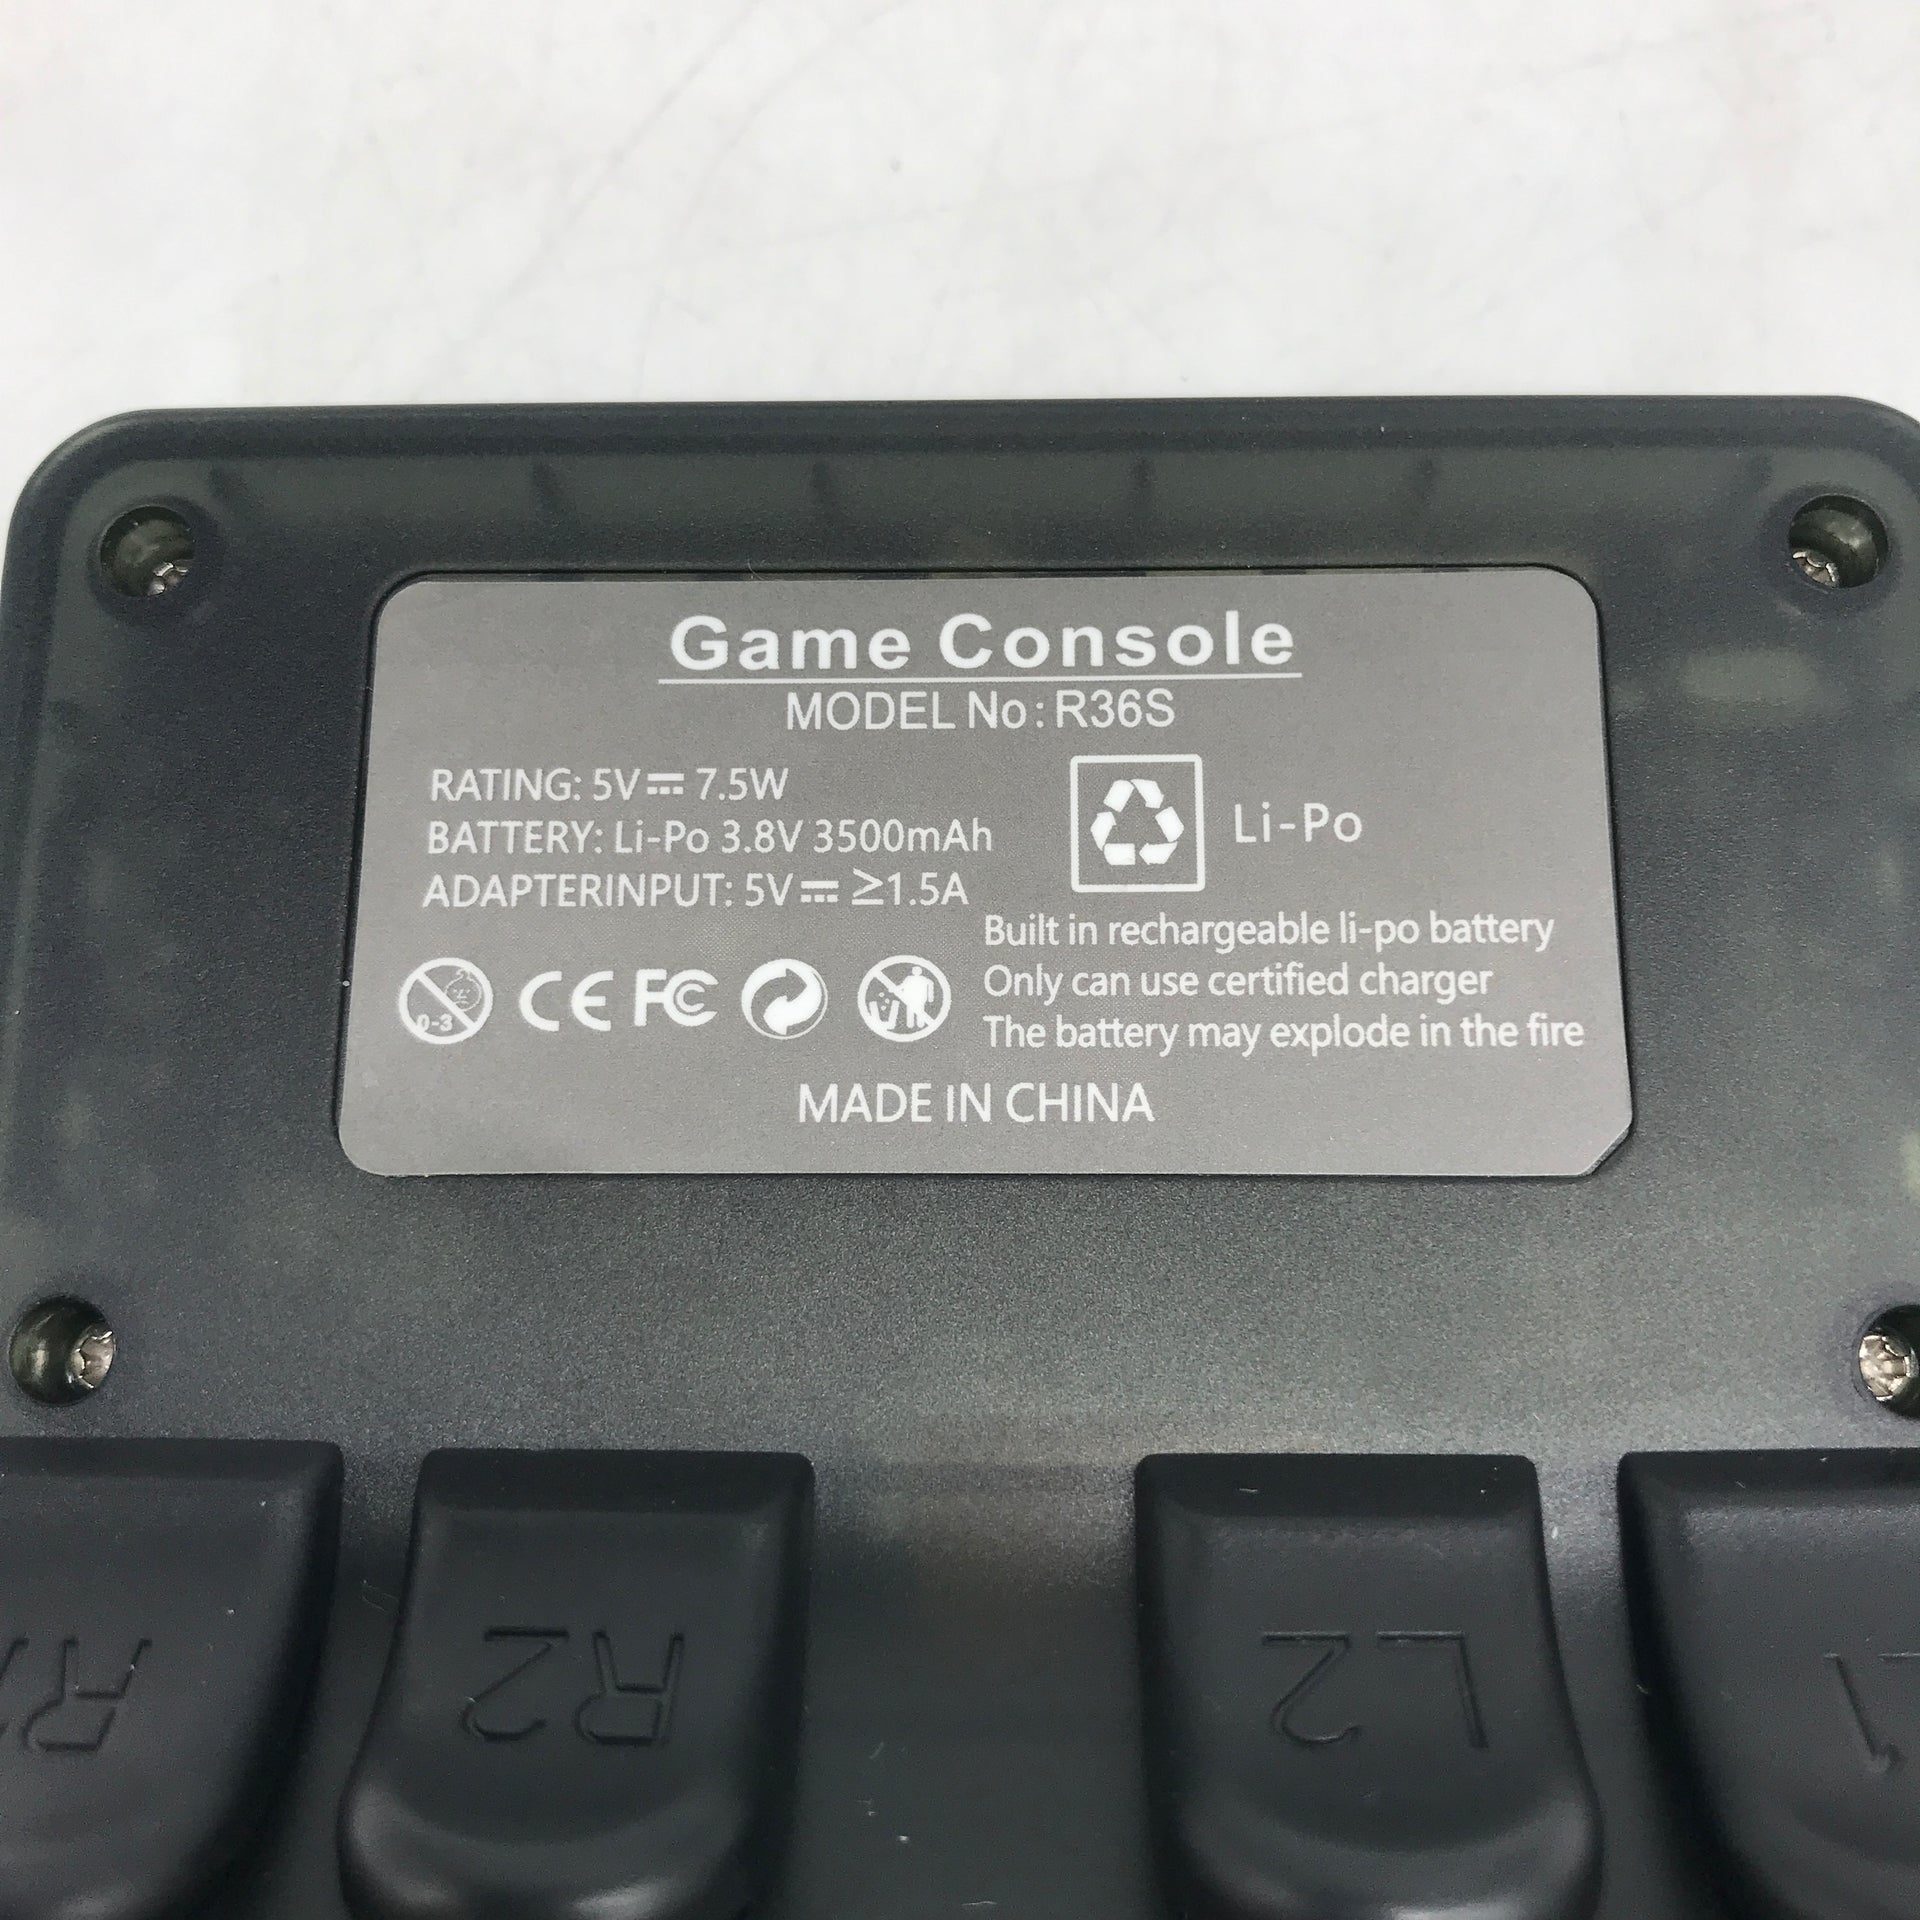 Game Console
MODEL No: R36S
RATING: 5V⎓ 7.5W
BATTERY: Li-Po 3.8V 3500mAh
ADAPTERINPUT: 5V⎓ ≥1.5A
Li-Po
0-3 CE FC
Built in rechargeable li-po battery
Only can use certified charger
The battery may explode in the fire
MADE IN CHINA
R2 L2 L1